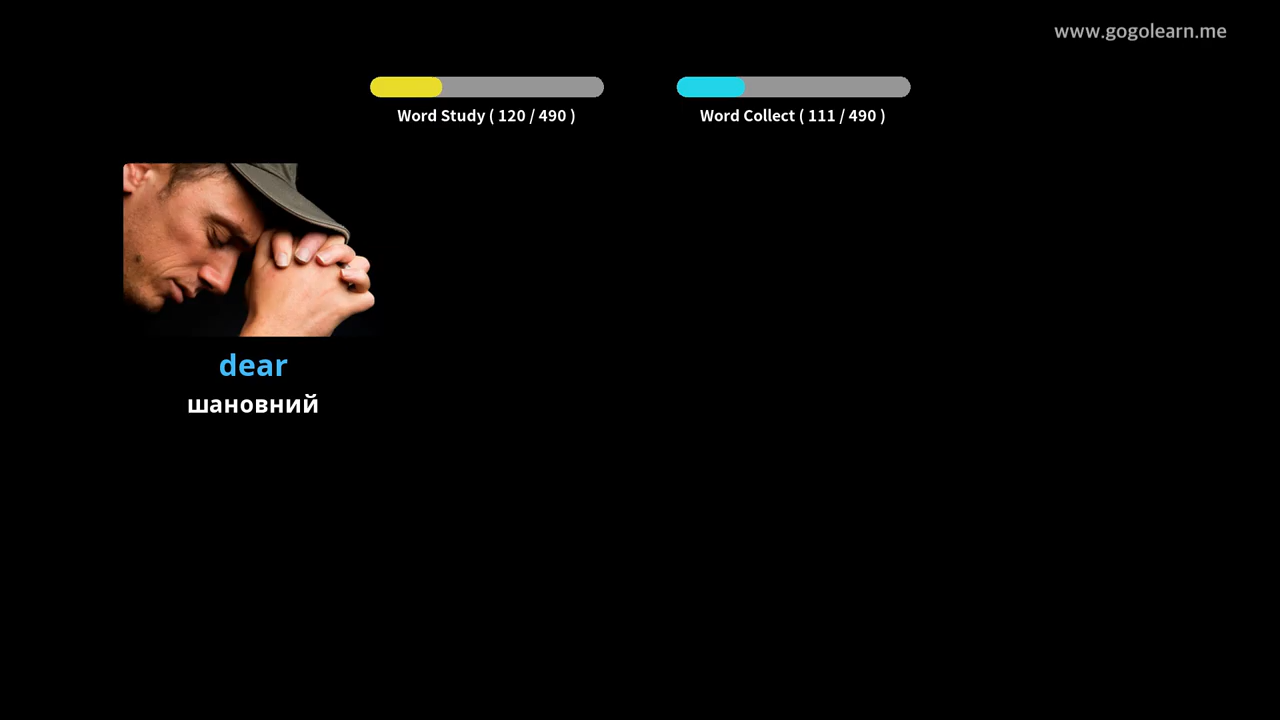 www.gogolearn.me
Word Study ( 120 / 490 )
Word Collect ( 111 / 490 )
dear
шановний